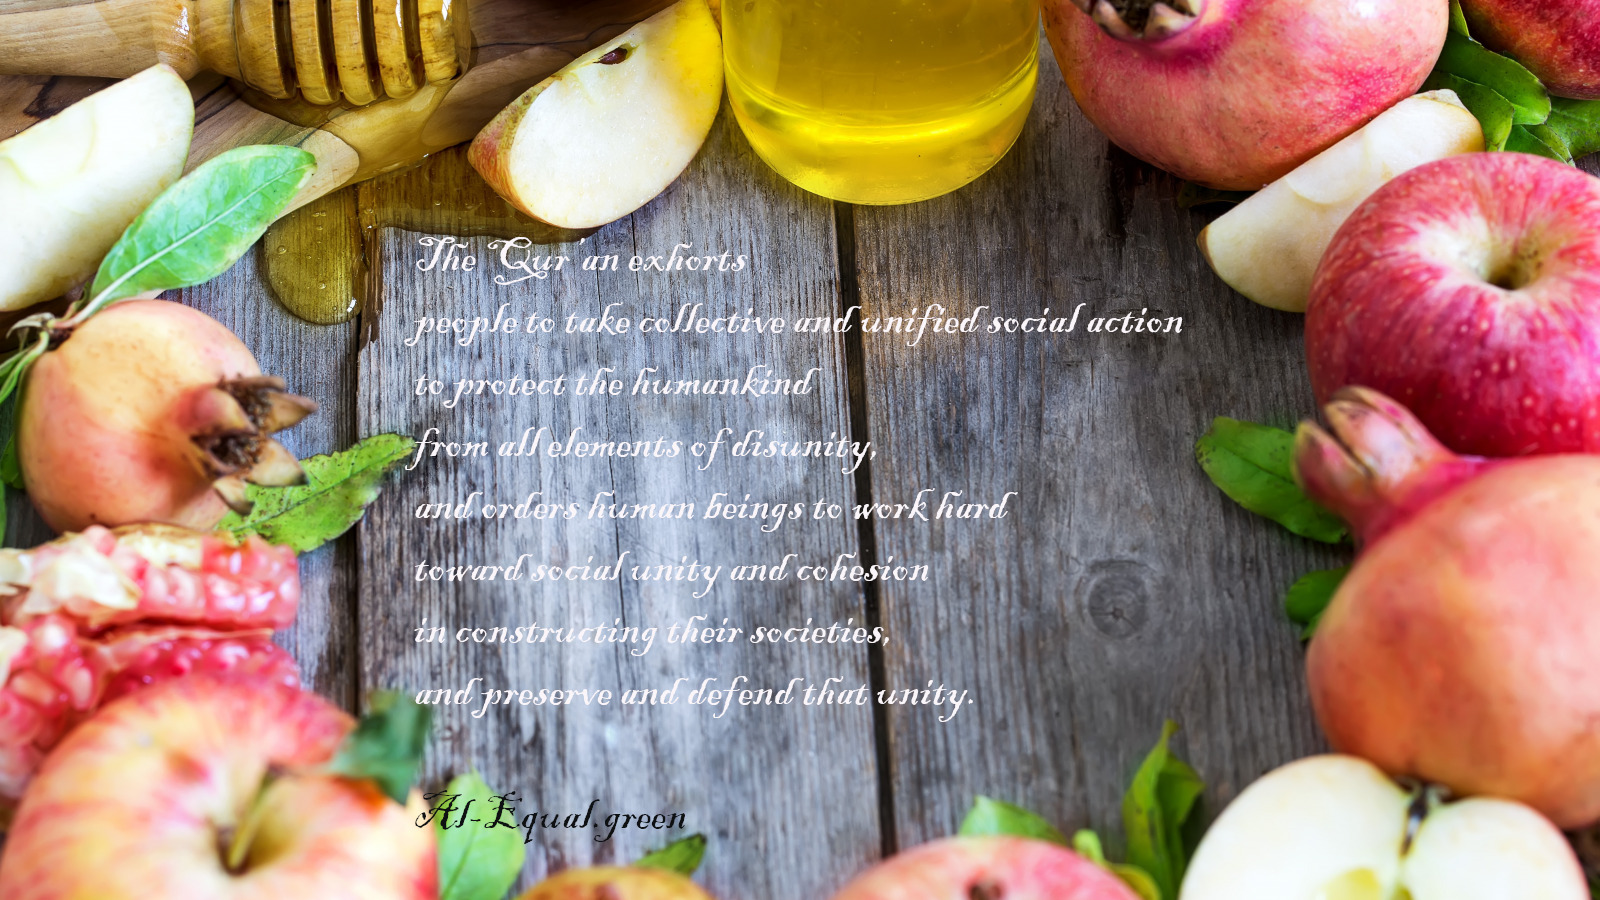 The Qur'an exhorts
people to take collective and unified social action
to protect the humankind
from all elements of disunity,
and orders human beings to work hard
toward social unity and cohesion
in constructing their societies,
and preserve and defend that unity.
Al-Equal.green